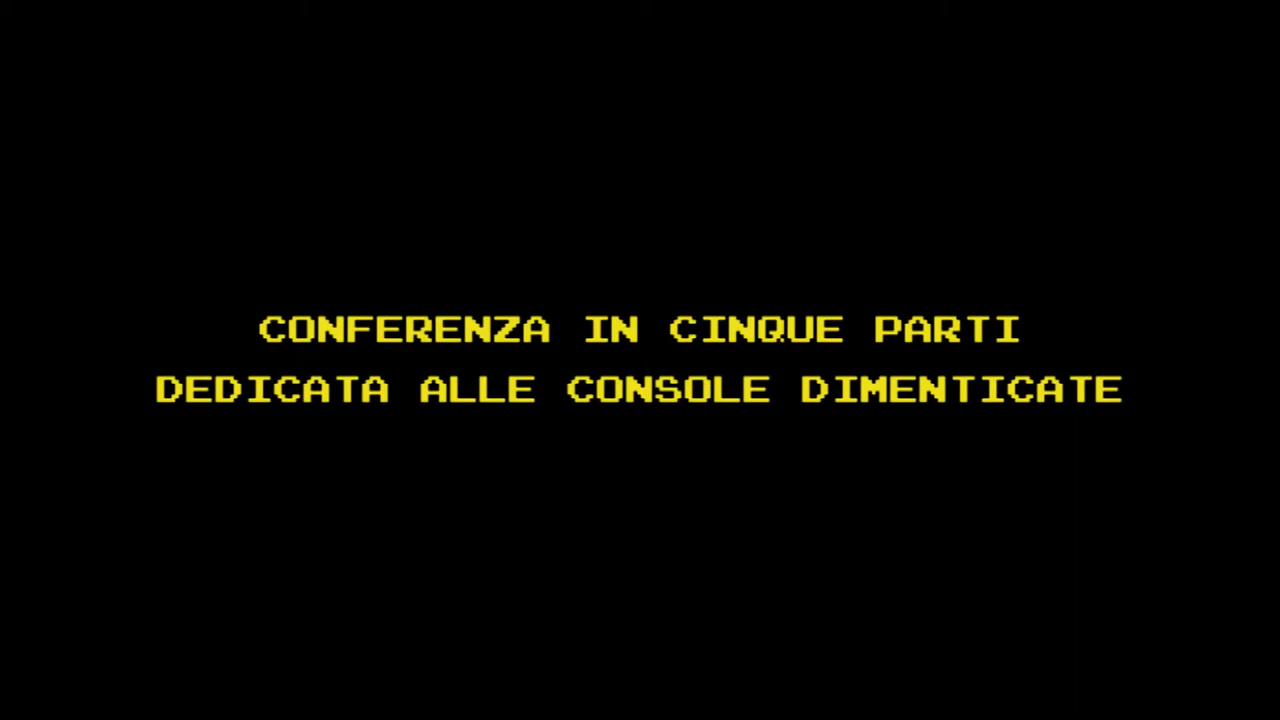 CONFERENZA IN CINQUE PARTI
DEDICATA ALLE CONSOLE DIMENTICATE